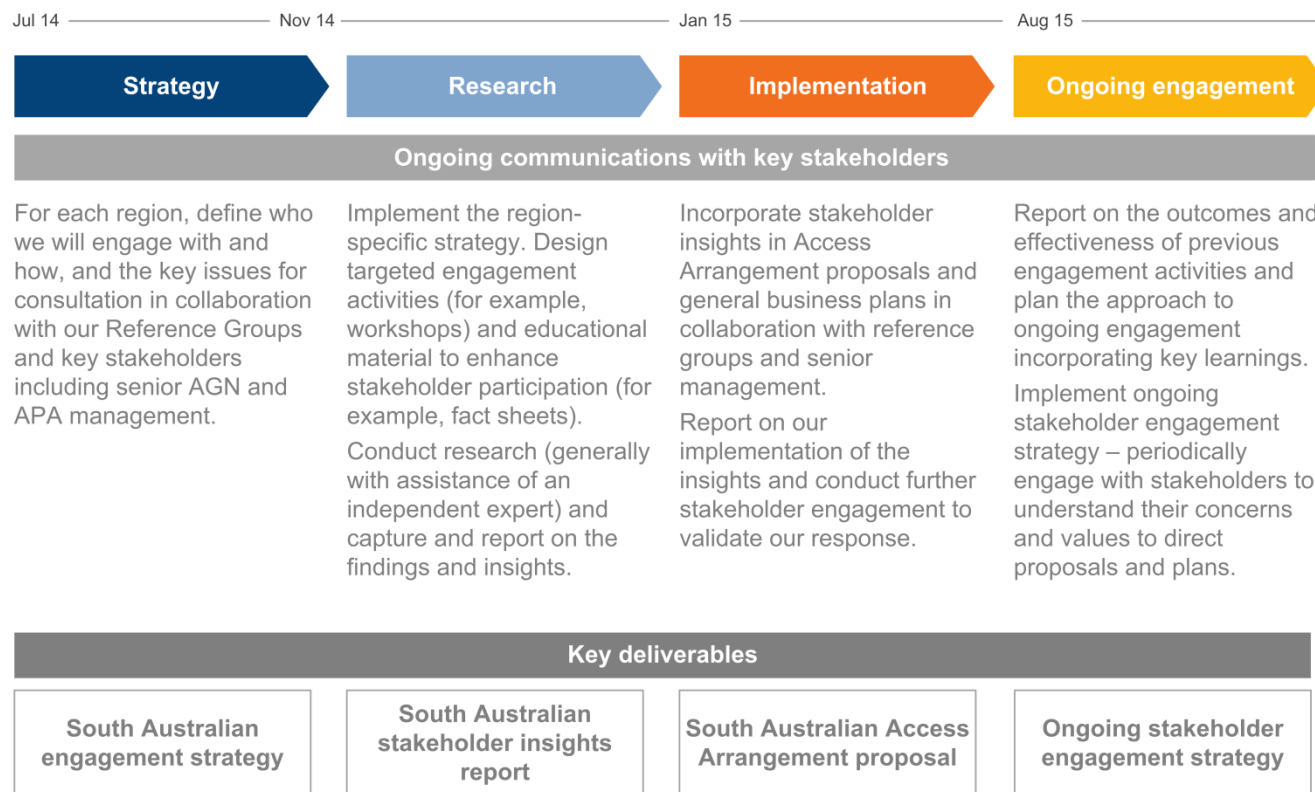 Jul 14
Nov 14
Jan 15
Aug 15
Strategy
Research
Implementation
Ongoing engagement
Ongoing communications with key stakeholders
For each region, define who
we will engage with and
how, and the key issues for
consultation in collaboration
with our Reference Groups
and key stakeholders
including senior AGN and
APA management.
Implement the region-
specific strategy. Design
targeted engagement
activities (for example,
workshops) and educational
material to enhance
stakeholder participation (for
example, fact sheets).
Conduct research (generally
with assistance of an
independent expert) and
capture and report on the
findings and insights.
Incorporate stakeholder
insights in Access
Arrangement proposals and
general business plans in
collaboration with reference
groups and senior
management.
Report on our
implementation of the
insights and conduct further
stakeholder engagement to
validate our response.
Report on the outcomes and
effectiveness of previous
engagement activities and
plan the approach to
ongoing engagement
incorporating key learnings.
Implement ongoing
stakeholder engagement
strategy – periodically
engage with stakeholders to
understand their concerns
and values to direct
proposals and plans.
Key deliverables
South Australian
engagement strategy
South Australian
stakeholder insights
report
South Australian Access
Arrangement proposal
Ongoing stakeholder
engagement strategy